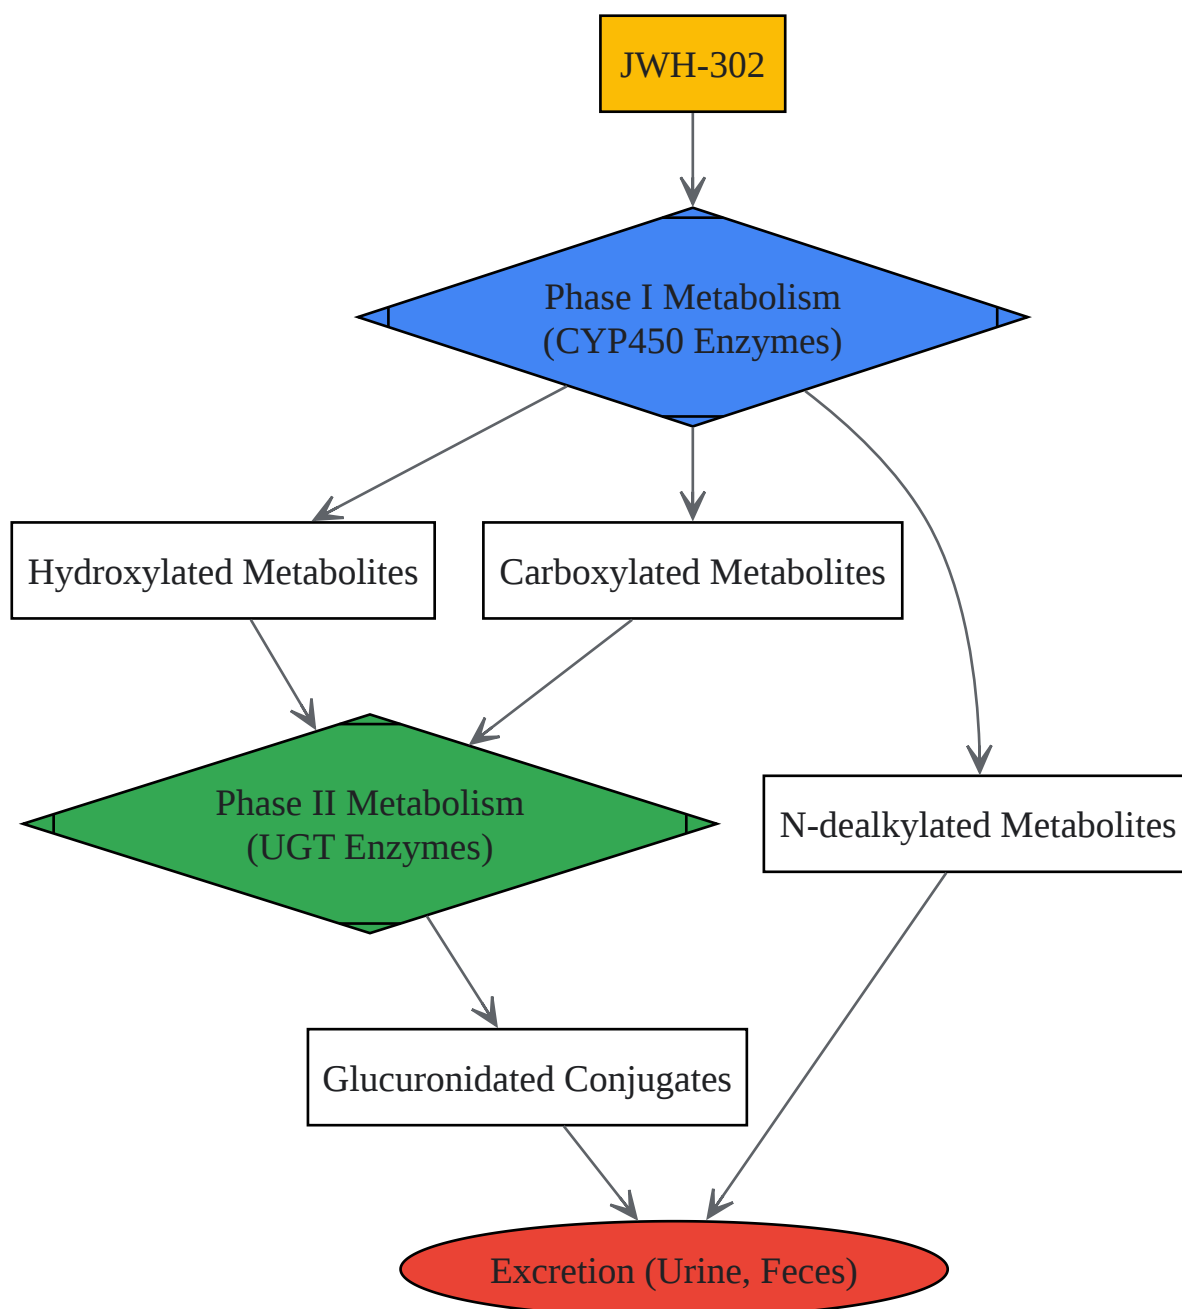 JWH-302
Phase I Metabolism
(CYP450 Enzymes)
Hydroxylated Metabolites
Carboxylated Metabolites
Phase II Metabolism
(UGT Enzymes)
N-dealkylated Metabolites
Glucuronidated Conjugates
Excretion (Urine, Feces)